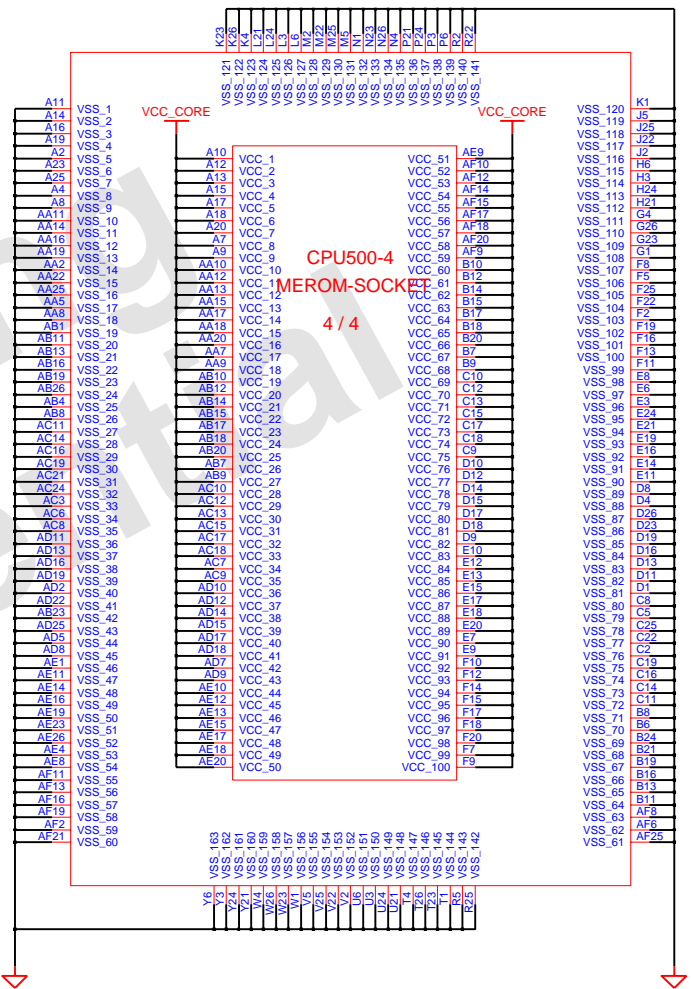 K23 VSS_121
K26 VSS_122
K4 VSS_123
L21 VSS_124
L24 VSS_125
L3 VSS_126
L6 VSS_127
M2 VSS_128
M22 VSS_129
M25 VSS_130
M5 VSS_131
N1 VSS_132
N23 VSS_133
N26 VSS_134
N4 VSS_135
P21 VSS_136
P24 VSS_137
P3 VSS_138
P6 VSS_139
R2 VSS_140
R22 VSS_141
A11 VSS_1
A14 VSS_2
A16 VSS_3
A19 VSS_4
A2 VSS_5
A23 VSS_6
A25 VSS_7
A4 VSS_8
A8 VSS_9
AA11 VSS_10
AA14 VSS_11
AA16 VSS_12
AA19 VSS_13
AA2 VSS_14
AA22 VSS_15
AA25 VSS_16
AA5 VSS_17
AA8 VSS_18
AB1 VSS_19
AB11 VSS_20
AB13 VSS_21
AB16 VSS_22
AB19 VSS_23
AB26 VSS_24
AB4 VSS_25
AB8 VSS_26
AC11 VSS_27
AC14 VSS_28
AC16 VSS_29
AC19 VSS_30
AC21 VSS_31
AC24 VSS_32
AC3 VSS_33
AC6 VSS_34
AC8 VSS_35
AD11 VSS_36
AD13 VSS_37
AD16 VSS_38
AD19 VSS_39
AD2 VSS_40
AD22 VSS_41
AB23 VSS_42
AD25 VSS_43
AD5 VSS_44
AD8 VSS_45
AE1 VSS_46
AE11 VSS_47
AE14 VSS_48
AE16 VSS_49
AE19 VSS_50
AE23 VSS_51
AE26 VSS_52
AE4 VSS_53
AE8 VSS_54
AF11 VSS_55
AF13 VSS_56
AF16 VSS_57
AF19 VSS_58
AF2 VSS_59
AF21 VSS_60
VCC_CORE
A10 VCC_1
A12 VCC_2
A13 VCC_3
A15 VCC_4
A17 VCC_5
A18 VCC_6
A20 VCC_7
A7 VCC_8
A9 VCC_9
AA10 VCC_10
AA12 VCC_11
AA13 VCC_12
AA15 VCC_13
AA17 VCC_14
AA18 VCC_15
AA20 VCC_16
AA7 VCC_17
AA9 VCC_18
AB10 VCC_19
AB12 VCC_20
AB14 VCC_21
AB15 VCC_22
AB17 VCC_23
AB18 VCC_24
AB20 VCC_25
AB7 VCC_26
AB9 VCC_27
AC10 VCC_28
AC12 VCC_29
AC13 VCC_30
AC15 VCC_31
AC17 VCC_32
AC18 VCC_33
AC7 VCC_34
AC9 VCC_35
AD10 VCC_36
AD12 VCC_37
AD14 VCC_38
AD15 VCC_39
AD17 VCC_40
AD18 VCC_41
AD7 VCC_42
AD9 VCC_43
AE10 VCC_44
AE12 VCC_45
AE13 VCC_46
AE15 VCC_47
AE17 VCC_48
AE18 VCC_49
AE20 VCC_50
CPU500-4
MEROM-SOCKET
4 / 4
VCC_CORE
VCC_51 AE9
VCC_52 AF10
VCC_53 AF12
VCC_54 AF14
VCC_55 AF15
VCC_56 AF17
VCC_57 AF18
VCC_58 AF20
VCC_59 AF9
VCC_60 B10
VCC_61 B12
VCC_62 B14
VCC_63 B15
VCC_64 B17
VCC_65 B18
VCC_66 B20
VCC_67 B7
VCC_68 B9
VCC_69 C10
VCC_70 C12
VCC_71 C13
VCC_72 C15
VCC_73 C17
VCC_74 C18
VCC_75 C9
VCC_76 D10
VCC_77 D12
VCC_78 D14
VCC_79 D15
VCC_80 D17
VCC_81 D18
VCC_82 D9
VCC_83 E10
VCC_84 E12
VCC_85 E13
VCC_86 E15
VCC_87 E17
VCC_88 E18
VCC_89 E20
VCC_90 E7
VCC_91 E9
VCC_92 F10
VCC_93 F12
VCC_94 F14
VCC_95 F15
VCC_96 F17
VCC_97 F18
VCC_98 F20
VCC_99 F7
VCC_100 F9
VSS_120 K1
VSS_119 J5
VSS_118 J25
VSS_117 J22
VSS_116 J2
VSS_115 H6
VSS_114 H3
VSS_113 H24
VSS_112 H21
VSS_111 G4
VSS_110 G26
VSS_109 G23
VSS_108 G1
VSS_107 F8
VSS_106 F5
VSS_105 F25
VSS_104 F22
VSS_103 F2
VSS_102 F19
VSS_101 F16
VSS_100 F13
VSS_99 F11
VSS_98 E8
VSS_97 E6
VSS_96 E3
VSS_95 E24
VSS_94 E21
VSS_93 E19
VSS_92 E16
VSS_91 E14
VSS_90 E11
VSS_89 D8
VSS_88 D4
VSS_87 D26
VSS_86 D23
VSS_85 D19
VSS_84 D16
VSS_83 D13
VSS_82 D11
VSS_81 D1
VSS_80 C8
VSS_79 C5
VSS_78 C25
VSS_77 C22
VSS_76 C2
VSS_75 C19
VSS_74 C16
VSS_73 C14
VSS_72 C11
VSS_71 B8
VSS_70 B6
VSS_69 B24
VSS_68 B21
VSS_67 B19
VSS_66 B16
VSS_65 B13
VSS_64 B11
VSS_63 AF8
VSS_62 AF6
VSS_61 AF25
Y6 VSS_163
Y3 VSS_162
Y24 VSS_161
Y21 VSS_160
W4 VSS_159
W26 VSS_158
W23 VSS_157
W1 VSS_156
V5 VSS_155
V25 VSS_154
V22 VSS_153
V2 VSS_152
U6 VSS_151
U3 VSS_150
U24 VSS_149
U21 VSS_148
T4 VSS_147
T26 VSS_146
T23 VSS_145
T1 VSS_144
R5 VSS_143
R25 VSS_142